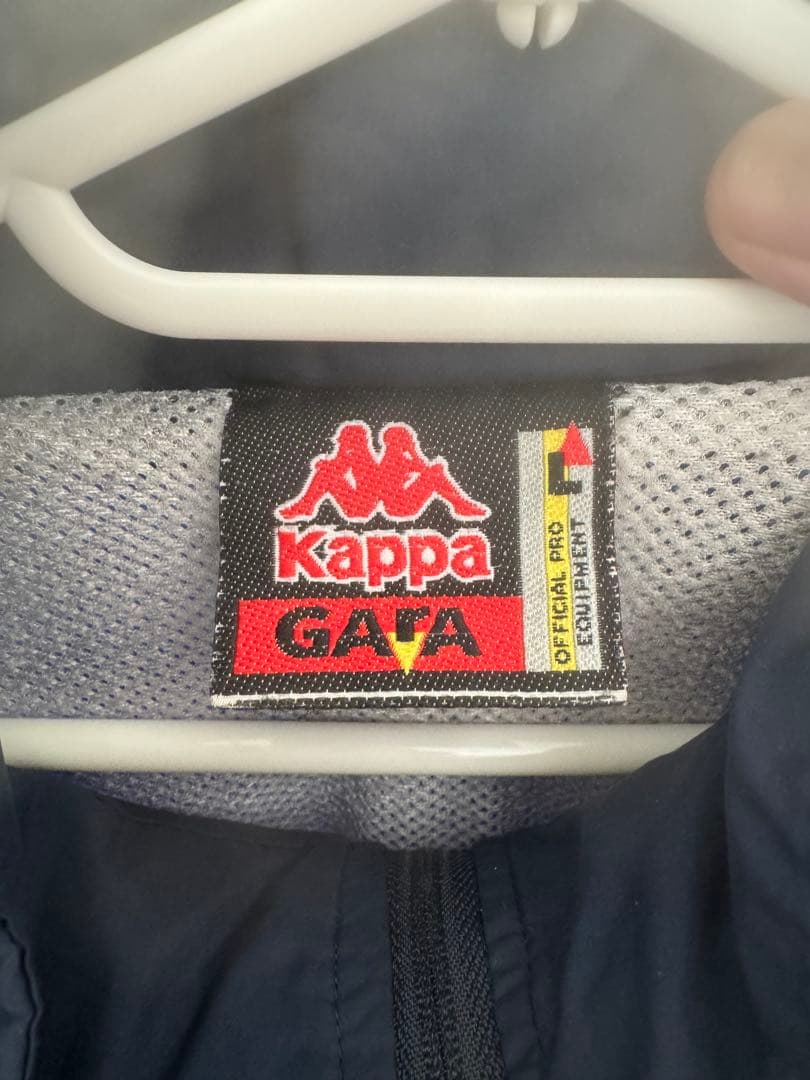 Kappa
GArA
L
OFFICIAL PRO
EQUIPMENT